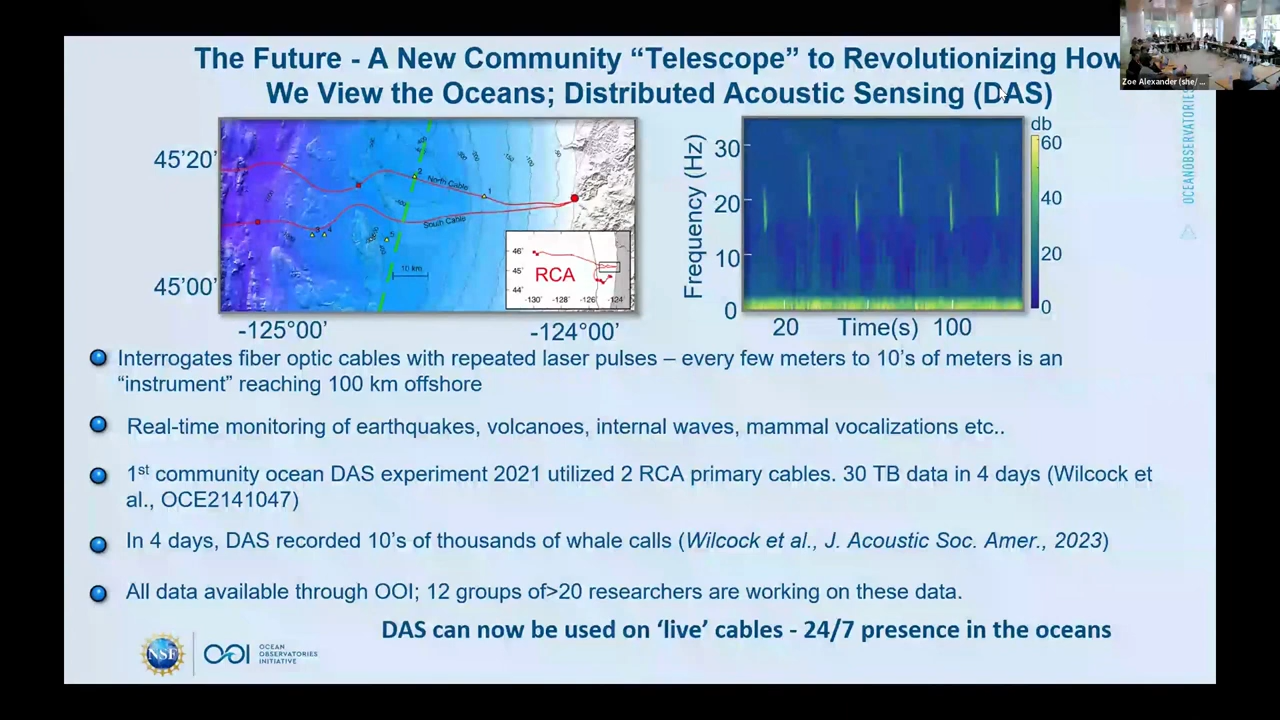 The Future - A New Community “Telescope” to Revolutionizing How
We View the Oceans; Distributed Acoustic Sensing (DAS)
Zoe Alexander (she/ ...
OCEANOBSERVATORIES
45'20'
45'00'
-125°00'
-124°00'
North Cable
South Cable
10 km
RCA
46°
45°
44°
-130°
-128°
-126°
-124°
Frequency (Hz)
30
20
10
0
20
Time(s)
100
db
60
40
20
0
Interrogates fiber optic cables with repeated laser pulses – every few meters to 10’s of meters is an
“instrument” reaching 100 km offshore
Real-time monitoring of earthquakes, volcanoes, internal waves, mammal vocalizations etc..
1st community ocean DAS experiment 2021 utilized 2 RCA primary cables. 30 TB data in 4 days (Wilcock et
al., OCE2141047)
In 4 days, DAS recorded 10’s of thousands of whale calls (Wilcock et al., J. Acoustic Soc. Amer., 2023)
All data available through OOI; 12 groups of>20 researchers are working on these data.
DAS can now be used on ‘live’ cables - 24/7 presence in the oceans
NSF
OOI
OCEAN
OBSERVATORIES
INITIATIVE